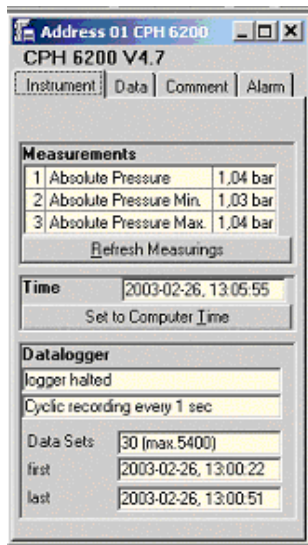 Address 01 CPH 6200
CPH 6200 V4.7
Instrument Data Comment Alarm
Measurements
1 Absolute Pressure 1,04 bar
2 Absolute Pressure Min. 1,03 bar
3 Absolute Pressure Max. 1,04 bar
Refresh Measurings
Time 2003-02-26, 13:05:55
Set to Computer Time
Datalogger
logger halted
Cyclic recording every 1 sec
Data Sets 30 (max.5400)
first 2003-02-26, 13:00:22
last 2003-02-26, 13:00:51